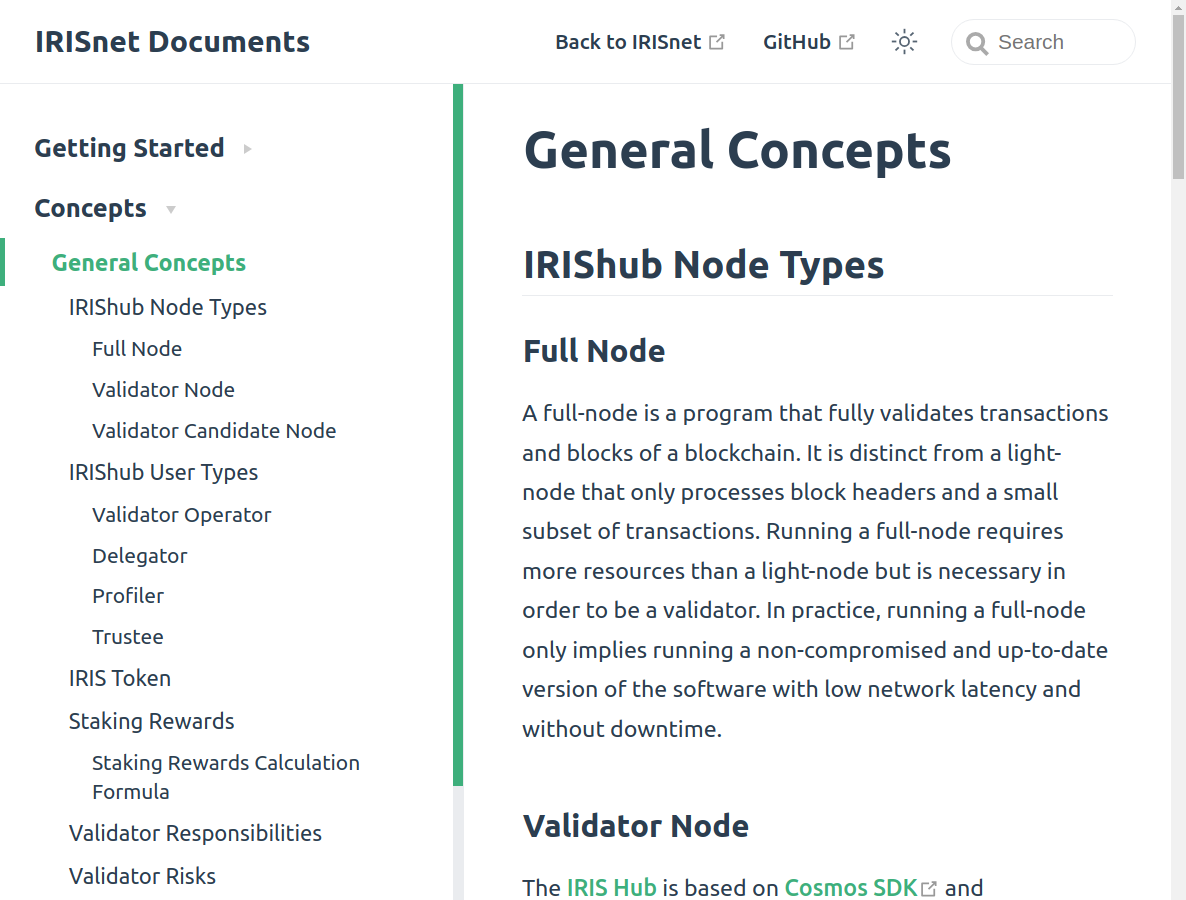 IRISnet Documents
Back to IRISnet
GitHub
Search
Getting Started
Concepts
General Concepts
IRIShub Node Types
Full Node
Validator Node
Validator Candidate Node
IRIShub User Types
Validator Operator
Delegator
Profiler
Trustee
IRIS Token
Staking Rewards
Staking Rewards Calculation
Formula
Validator Responsibilities
Validator Risks
General Concepts
IRIShub Node Types
Full Node
A full-node is a program that fully validates transactions
and blocks of a blockchain. It is distinct from a light-
node that only processes block headers and a small
subset of transactions. Running a full-node requires
more resources than a light-node but is necessary in
order to be a validator. In practice, running a full-node
only implies running a non-compromised and up-to-date
version of the software with low network latency and
without downtime.
Validator Node
The IRIS Hub is based on Cosmos SDK and